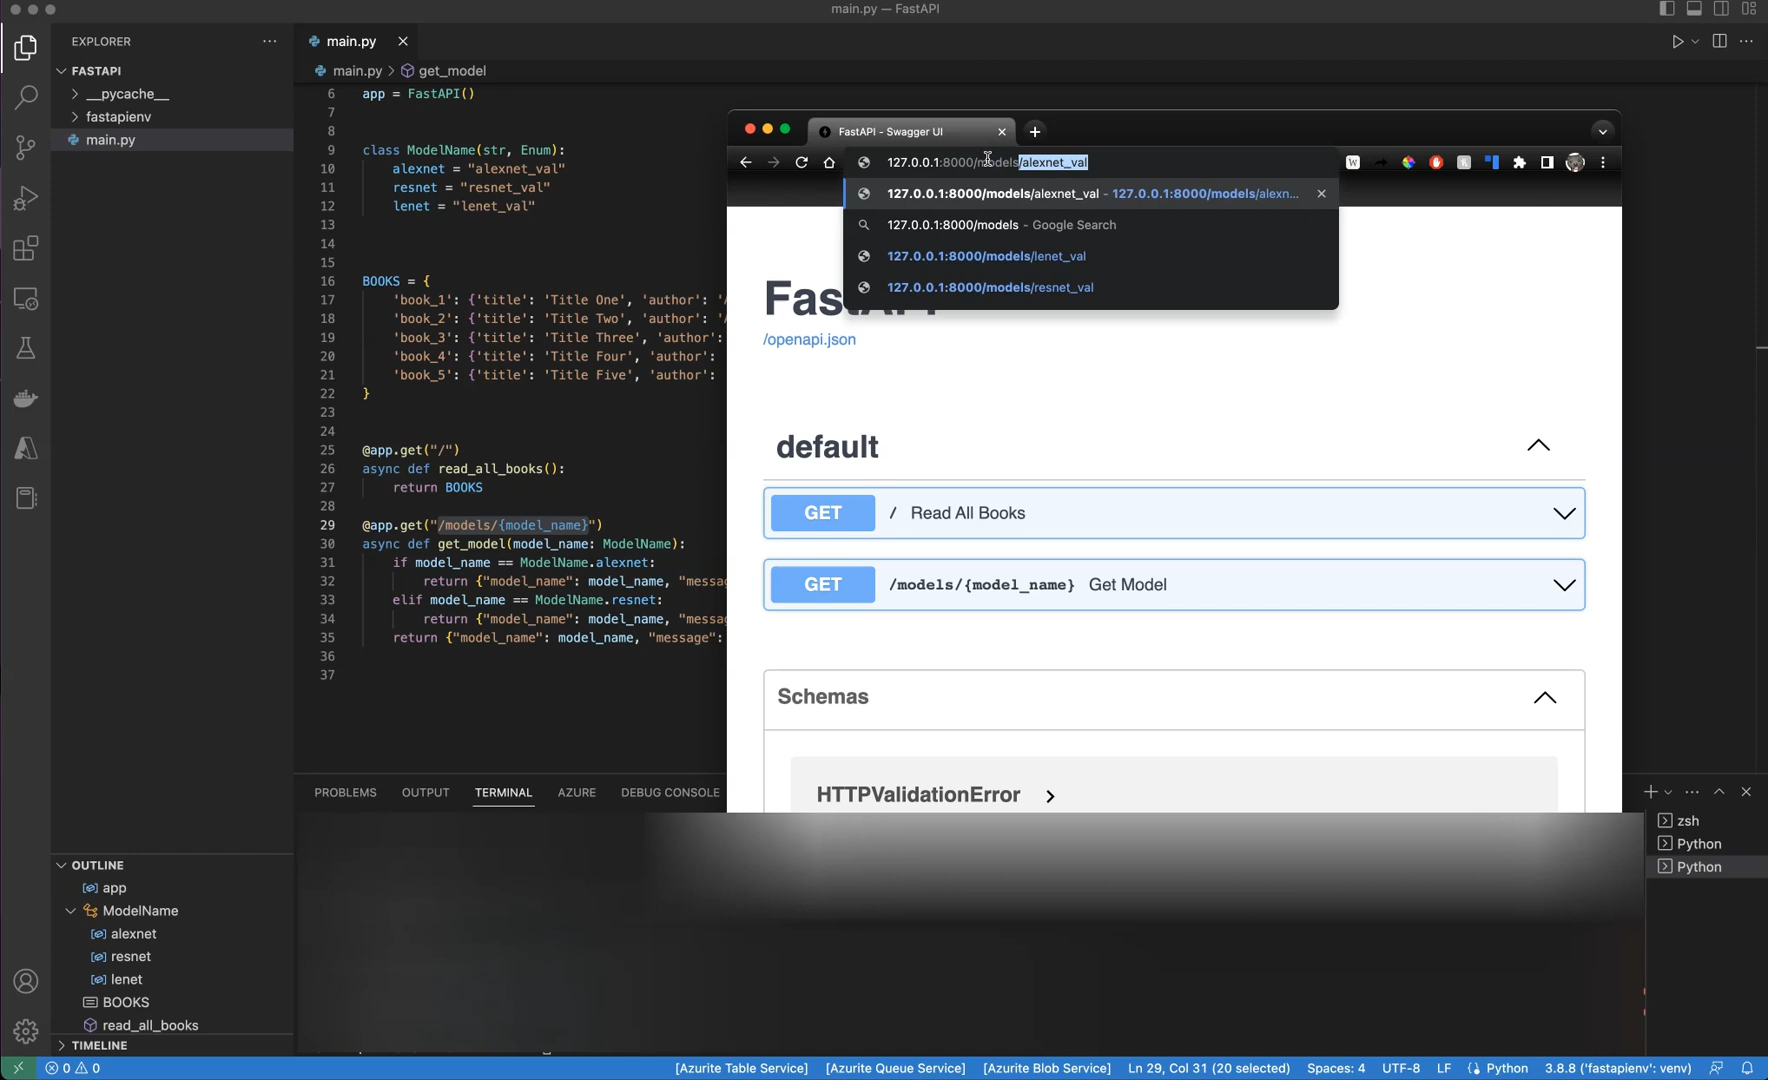 main.py — FastAPI
EXPLORER
FASTAPI
__pycache__
fastapienv
main.py
main.py
main.py > get_model
6 app = FastAPI()
7
8
9 class ModelName(str, Enum):
10 alexnet = "alexnet_val"
11 resnet = "resnet_val"
12 lenet = "lenet_val"
13
14
15
16 BOOKS = {
17 'book_1': {'title': 'Title One', 'author': '
18 'book_2': {'title': 'Title Two', 'author': '
19 'book_3': {'title': 'Title Three', 'author':
20 'book_4': {'title': 'Title Four', 'author':
21 'book_5': {'title': 'Title Five', 'author':
22 }
23
24
25 @app.get("/")
26 async def read_all_books():
27 return BOOKS
28
29 @app.get("/models/{model_name}")
30 async def get_model(model_name: ModelName):
31 if model_name == ModelName.alexnet:
32 return {"model_name": model_name, "messa
33 elif model_name == ModelName.resnet:
34 return {"model_name": model_name, "messa
35 return {"model_name": model_name, "message":
36
37
FastAPI - Swagger UI
127.0.0.1:8000/models/alexnet_val
127.0.0.1:8000/models/alexnet_val - 127.0.0.1:8000/models/alexn...
127.0.0.1:8000/models - Google Search
127.0.0.1:8000/models/lenet_val
127.0.0.1:8000/models/resnet_val
FastAPI
/openapi.json
default
GET / Read All Books
GET /models/{model_name} Get Model
Schemas
HTTPValidationError >
PROBLEMS OUTPUT TERMINAL AZURE DEBUG CONSOLE
zsh
Python
Python
OUTLINE
app
ModelName
alexnet
resnet
lenet
BOOKS
read_all_books
TIMELINE
0 0
[Azurite Table Service] [Azurite Queue Service] [Azurite Blob Service] Ln 29, Col 31 (20 selected) Spaces: 4 UTF-8 LF Python 3.8.8 ('fastapienv': venv)